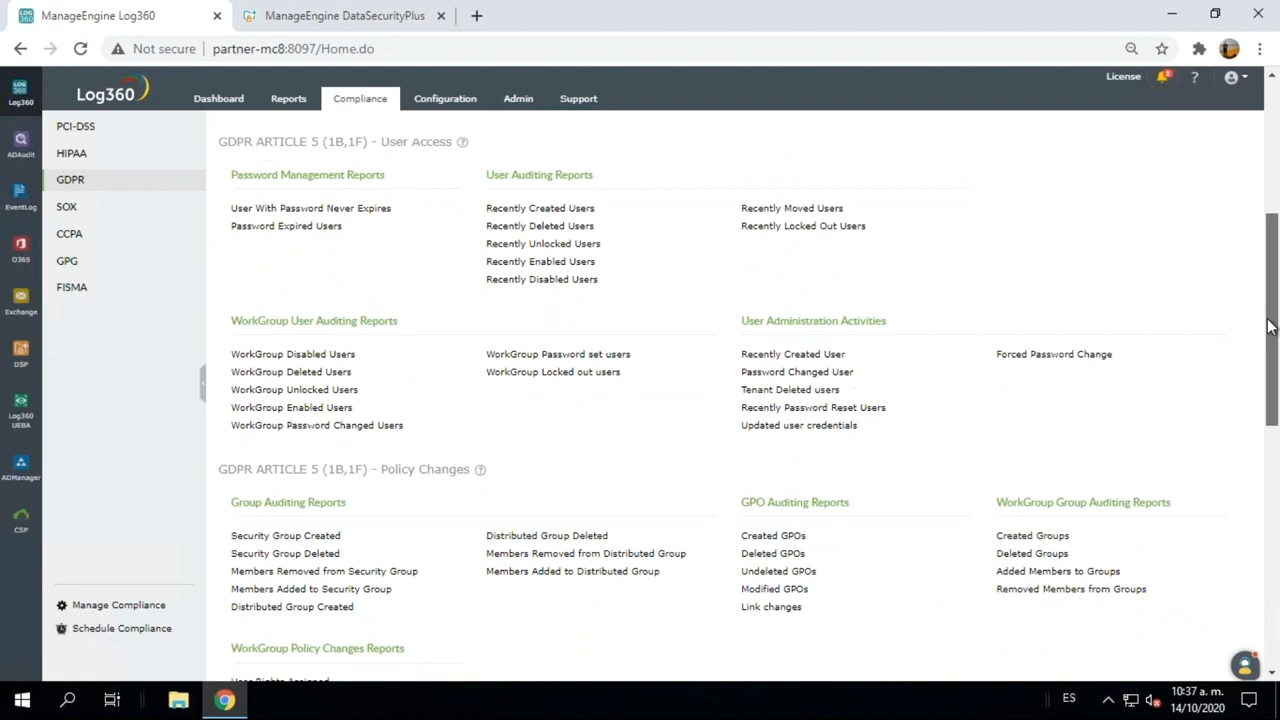 ManageEngine Log360
ManageEngine DataSecurityPlus
Not secure
partner-mc8:8097/Home.do
LOG 360
Log360
ADAudit
EventLog
O365
Exchange
DSP
Log360 UEBA
ADManager
CSP
Log360
Dashboard
Reports
Compliance
Configuration
Admin
Support
License
?
PCI-DSS
HIPAA
GDPR
SOX
CCPA
GPG
FISMA
Manage Compliance
Schedule Compliance
GDPR ARTICLE 5 (1B,1F) - User Access
Password Management Reports
User With Password Never Expires
Password Expired Users
User Auditing Reports
Recently Created Users
Recently Deleted Users
Recently Unlocked Users
Recently Enabled Users
Recently Disabled Users
Recently Moved Users
Recently Locked Out Users
WorkGroup User Auditing Reports
WorkGroup Disabled Users
WorkGroup Deleted Users
WorkGroup Unlocked Users
WorkGroup Enabled Users
WorkGroup Password Changed Users
WorkGroup Password set users
WorkGroup Locked out users
User Administration Activities
Recently Created User
Password Changed User
Tenant Deleted users
Recently Password Reset Users
Updated user credentials
Forced Password Change
GDPR ARTICLE 5 (1B,1F) - Policy Changes
Group Auditing Reports
Security Group Created
Security Group Deleted
Members Removed from Security Group
Members Added to Security Group
Distributed Group Created
Distributed Group Deleted
Members Removed from Distributed Group
Members Added to Distributed Group
GPO Auditing Reports
Created GPOs
Deleted GPOs
Undeleted GPOs
Modified GPOs
Link changes
WorkGroup Group Auditing Reports
Created Groups
Deleted Groups
Added Members to Groups
Removed Members from Groups
WorkGroup Policy Changes Reports
User Rights Assigned
ES
10:37 a. m.
14/10/2020